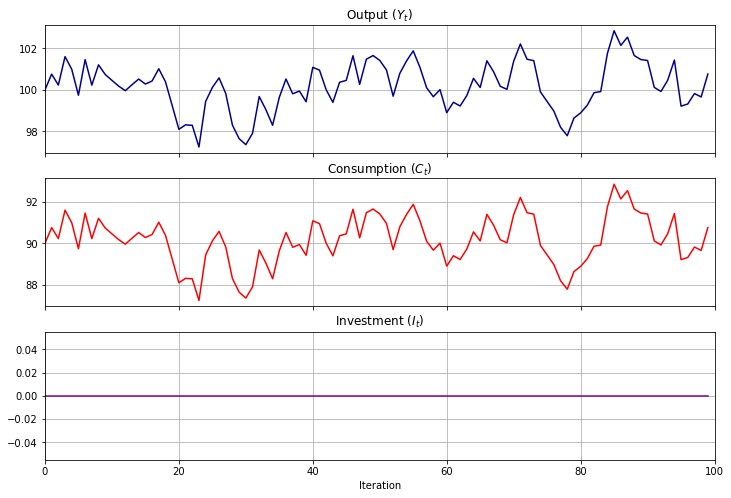 Output (Y_t)
102
100
98
Consumption (C_t)
92
90
88
Investment (I_t)
0.04
0.02
0.00
−0.02
−0.04
0 20 40 60 80 100
Iteration